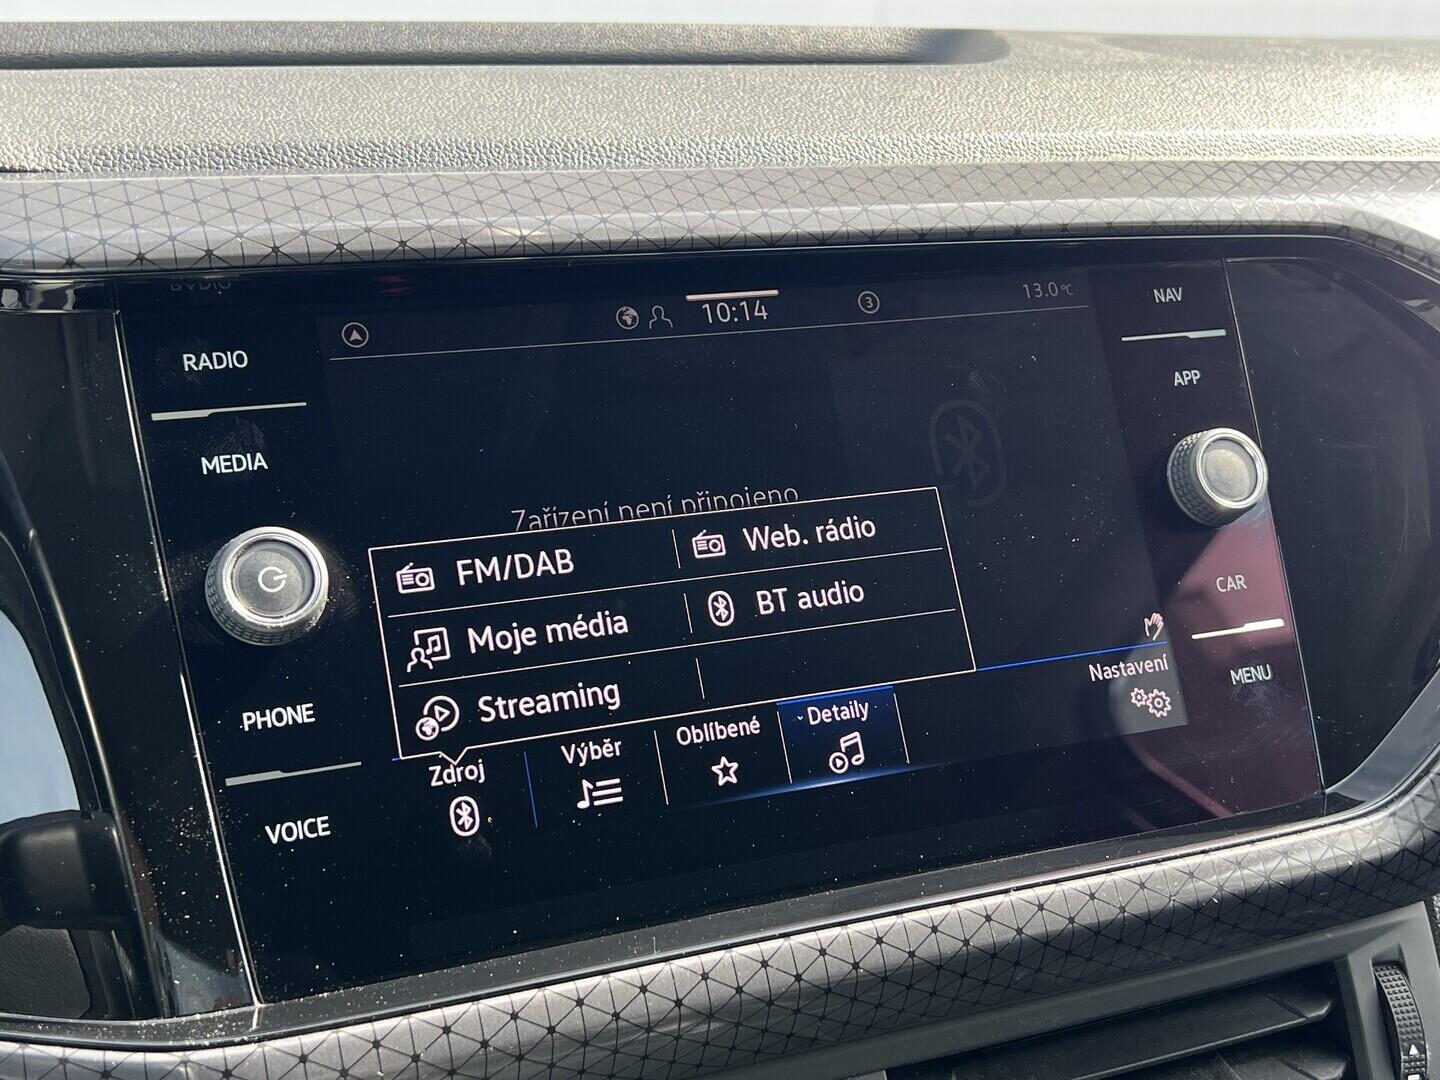 RADIO
MEDIA
PHONE
VOICE
10:14
3
13.0°C
NAV
APP
CAR
MENU
Zařízení není připojeno
FM/DAB
Web. rádio
Moje média
BT audio
Streaming
Zdroj
Výběr
Oblíbené
Detaily
Nastavení